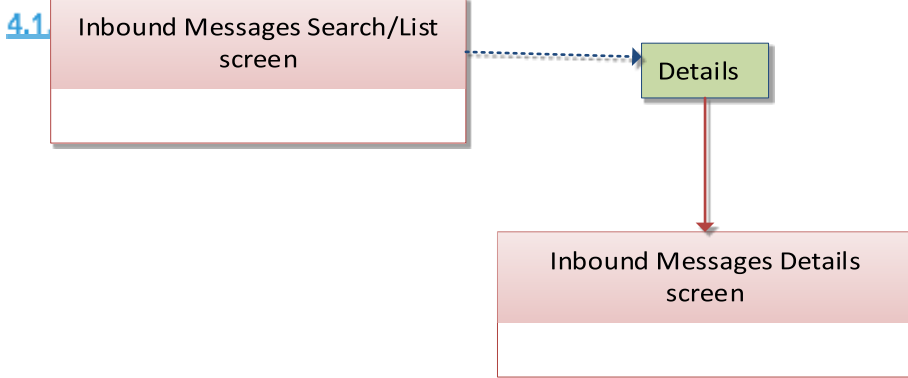 4.1.
Inbound Messages Search/List
screen
Details
Inbound Messages Details
screen